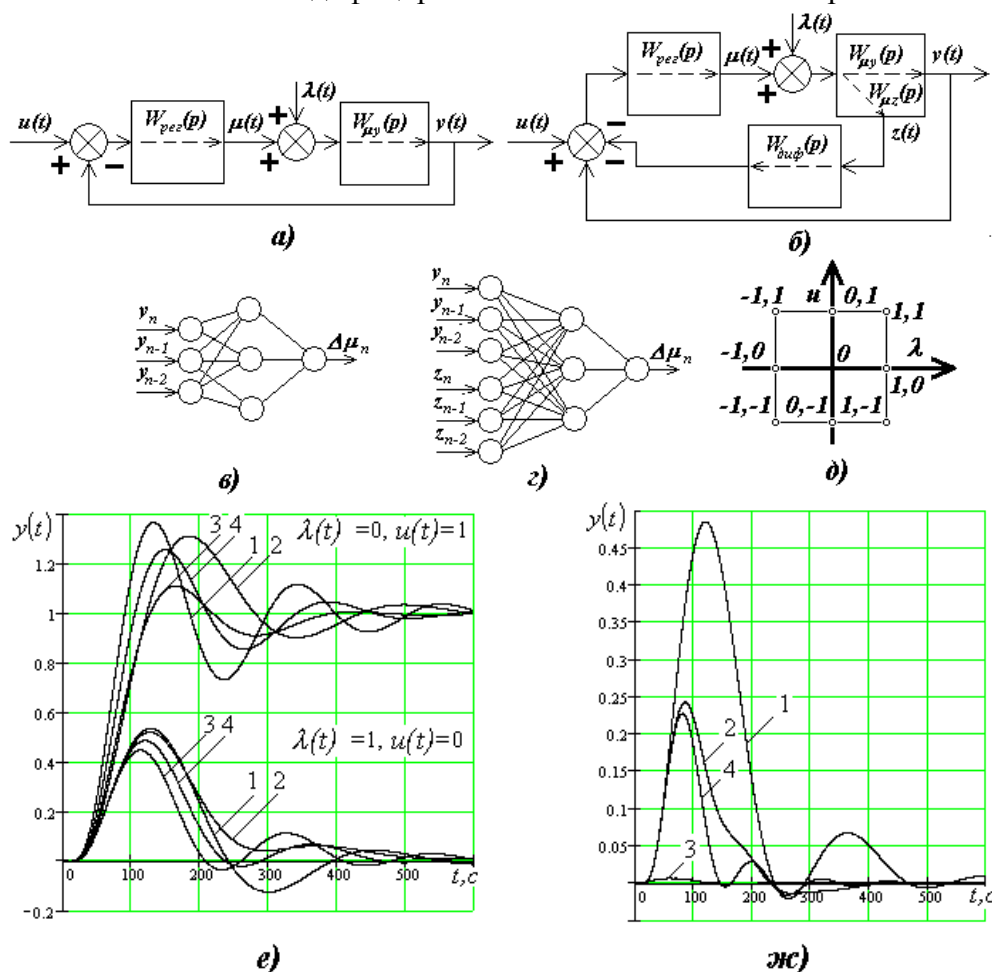 λ(t)
u(t)
+
−
W_рег(p)
μ(t)
+
+
W_μy(p)
y(t)
а)
λ(t)
W_рег(p)
μ(t)
+
+
W_μy(p)
W_μz(p)
y(t)
u(t)
+
−
−
W_диф(p)
z(t)
б)
y_n
y_n-1
y_n-2
Δμ_n
в)
y_n
y_n-1
y_n-2
z_n
z_n-1
z_n-2
Δμ_n
г)
-1,1 u 0,1 1,1
-1,0 0 λ
1,0
-1,-1 0,-1 1,-1
д)
y(t)
3 4 λ(t) =0, u(t)=1
1 2
1.2
1
0.8
0.6
3 4
λ(t) =1, u(t)=0
0.4
1 2
0.2
0 100 200 300 400 500 t,c
−0.2
е)
y(t)
0.45
0.4
0.35
0.3
0.25
1
0.2
2
4
0.15
0.1
0.05
3
0 100 200 300 400 500 t,c
ж)